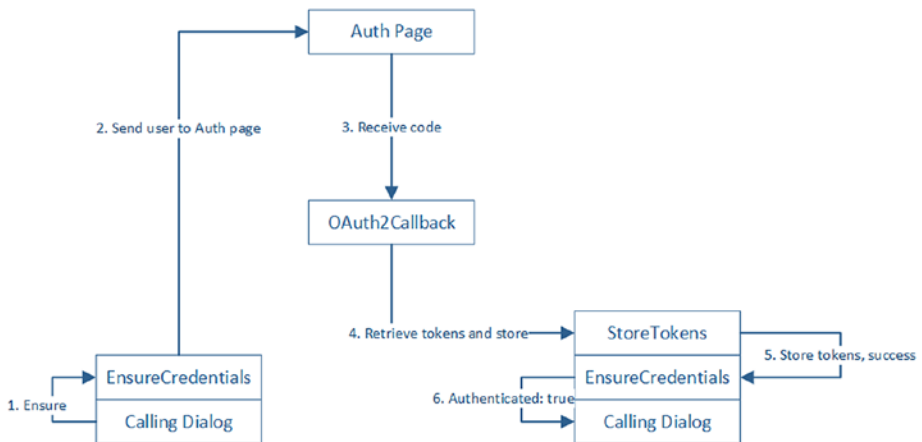 Auth Page
2. Send user to Auth page
3. Receive code
OAuth2Callback
4. Retrieve tokens and store
StoreTokens
5. Store tokens, success
EnsureCredentials
EnsureCredentials
1. Ensure
6. Authenticated: true
Calling Dialog
Calling Dialog